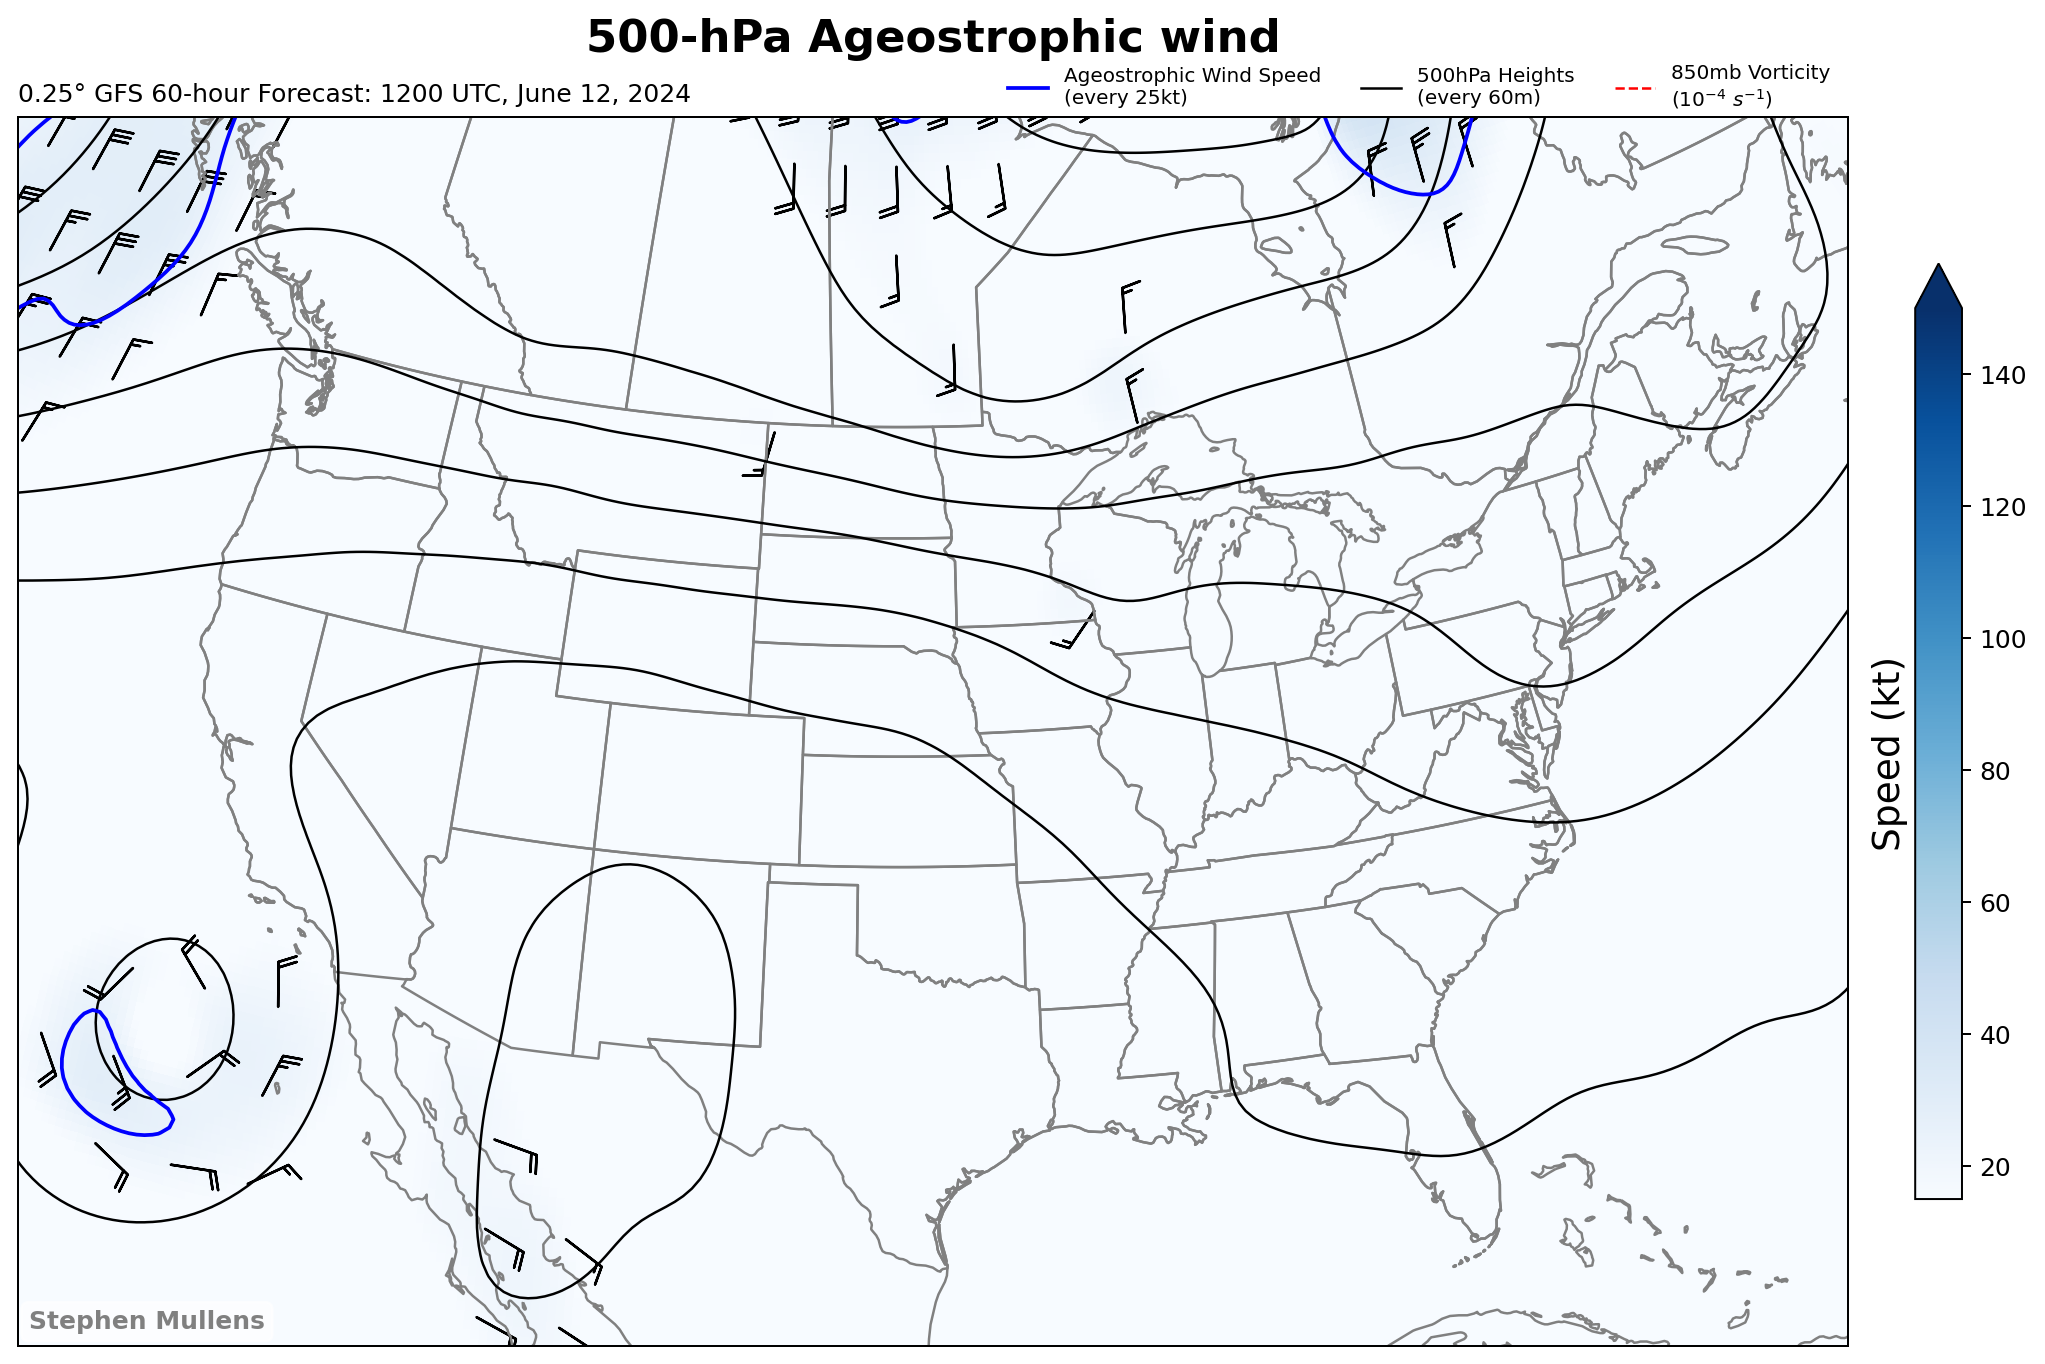 500-hPa Ageostrophic wind
0.25° GFS 60-hour Forecast: 1200 UTC, June 12, 2024
Ageostrophic Wind Speed
(every 25kt)
500hPa Heights
(every 60m)
850mb Vorticity
(10⁻⁴ s⁻¹)
140
120
100
80
60
40
20
Speed (kt)
Stephen Mullens